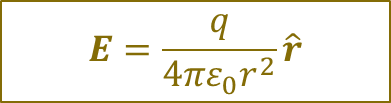 E = q / 4πε₀r² r̂